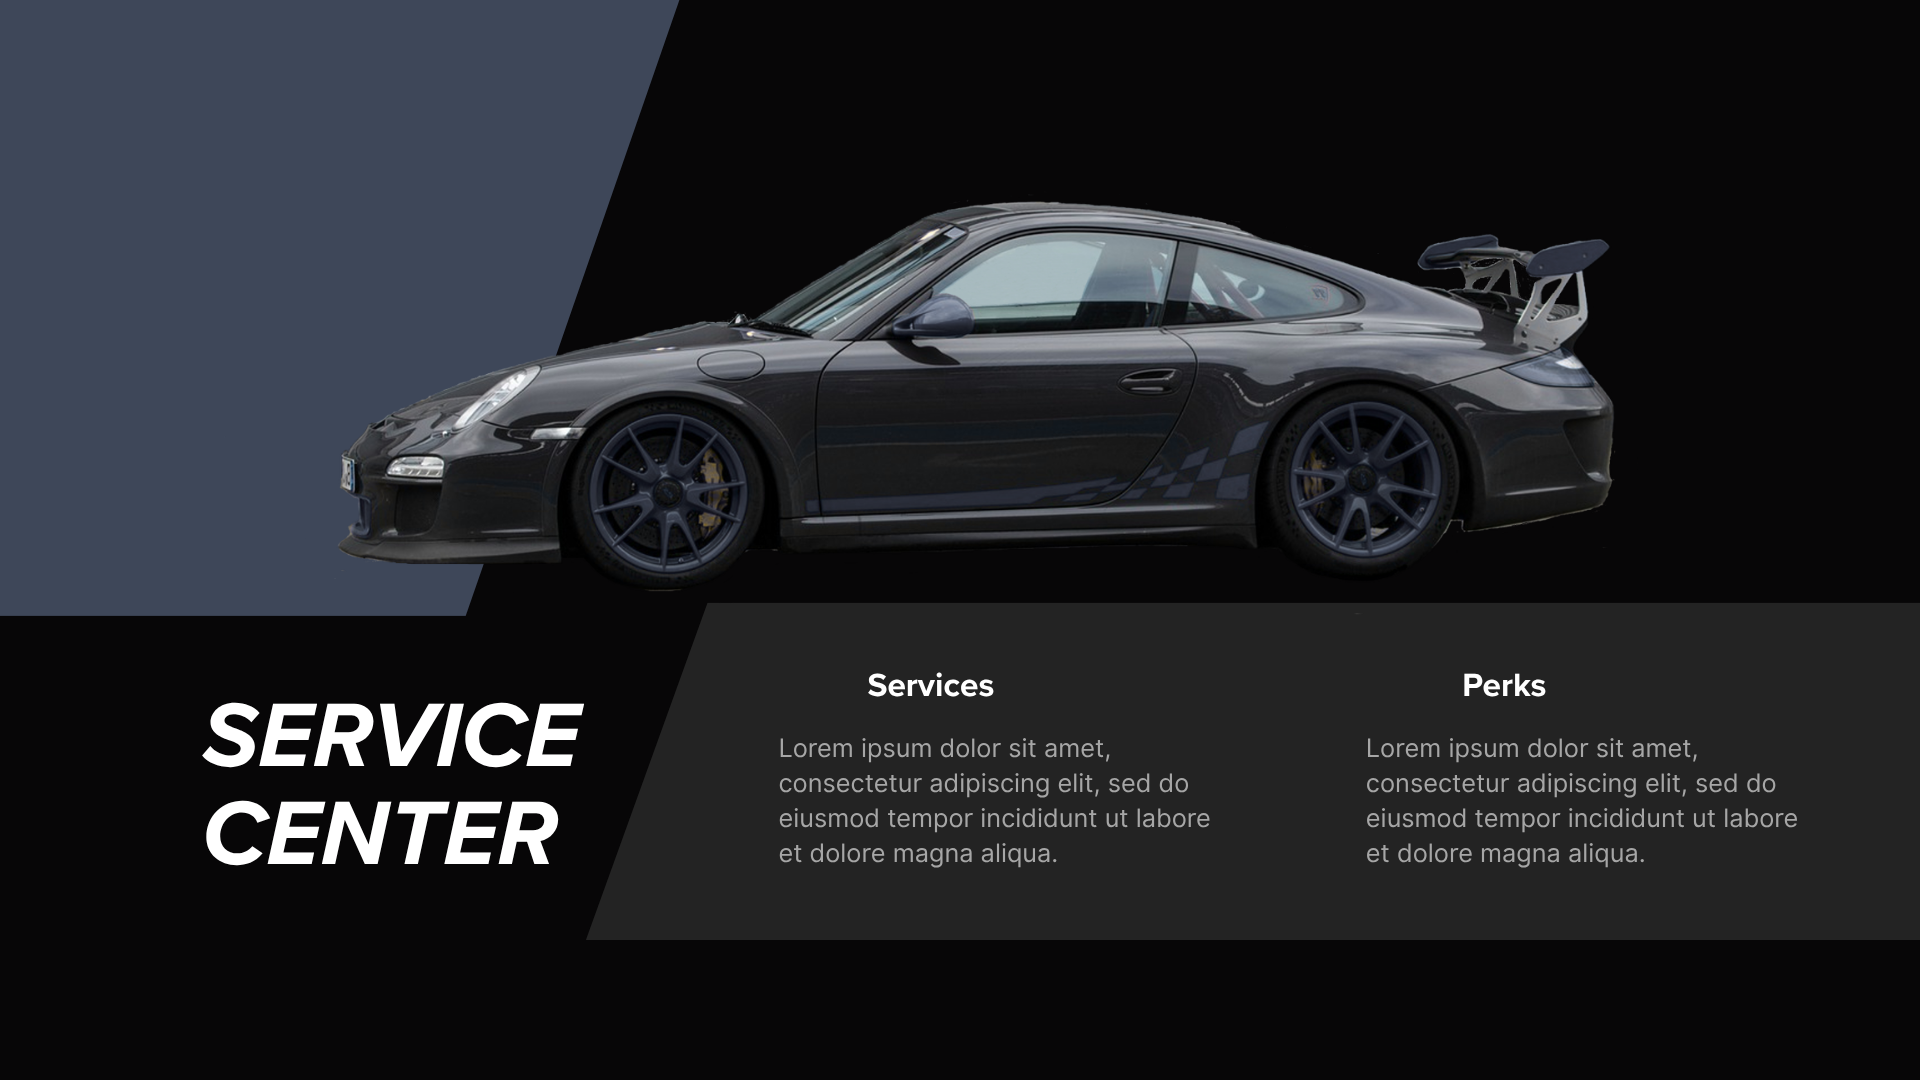 SERVICE
CENTER
Services
Lorem ipsum dolor sit amet,
consectetur adipiscing elit, sed do
eiusmod tempor incididunt ut labore
et dolore magna aliqua.
Perks
Lorem ipsum dolor sit amet,
consectetur adipiscing elit, sed do
eiusmod tempor incididunt ut labore
et dolore magna aliqua.